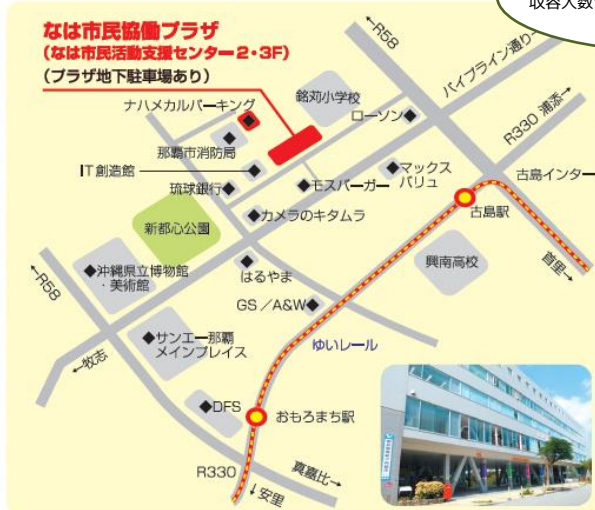 収容人数
なは市民協働プラザ
(なは市民活動支援センター2・3F)
(プラザ地下駐車場あり)
ナハメカルパーキング
銘苅小学校
←R58
パイプライン通り→
ローソン◆
R330 浦添→
那覇市消防局
IT創造館
◆マックス
バリュ
古島インター
琉球銀行◆
◆モスバーガー
古島駅
◆カメラのキタムラ
新都心公園
興南高校
首里→
はるやま
◆沖縄県立博物館
・美術館
←R58
GS/A&W◆
◆サンエー那覇
メインプレイス
ゆいレール
←牧志
◆DFS
おもろまち駅
R330
真嘉比→
↓安里